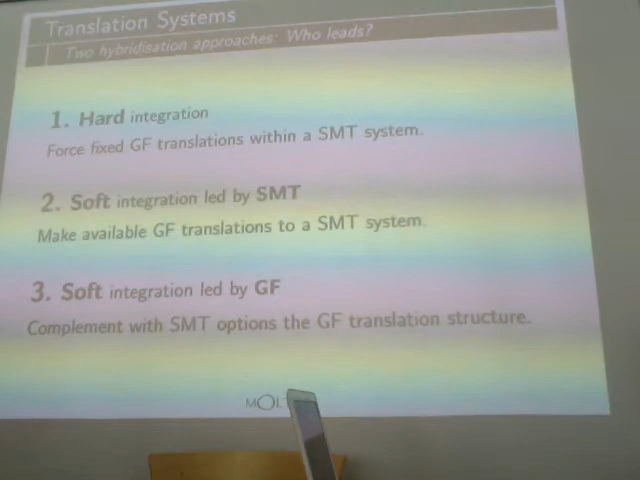 Translation Systems
Two hybridisation approaches: Who leads?
1. Hard integration
Force fixed GF translations within a SMT system.
2. Soft integration led by SMT
Make available GF translations to a SMT system.
3. Soft integration led by GF
Complement with SMT options the GF translation structure.